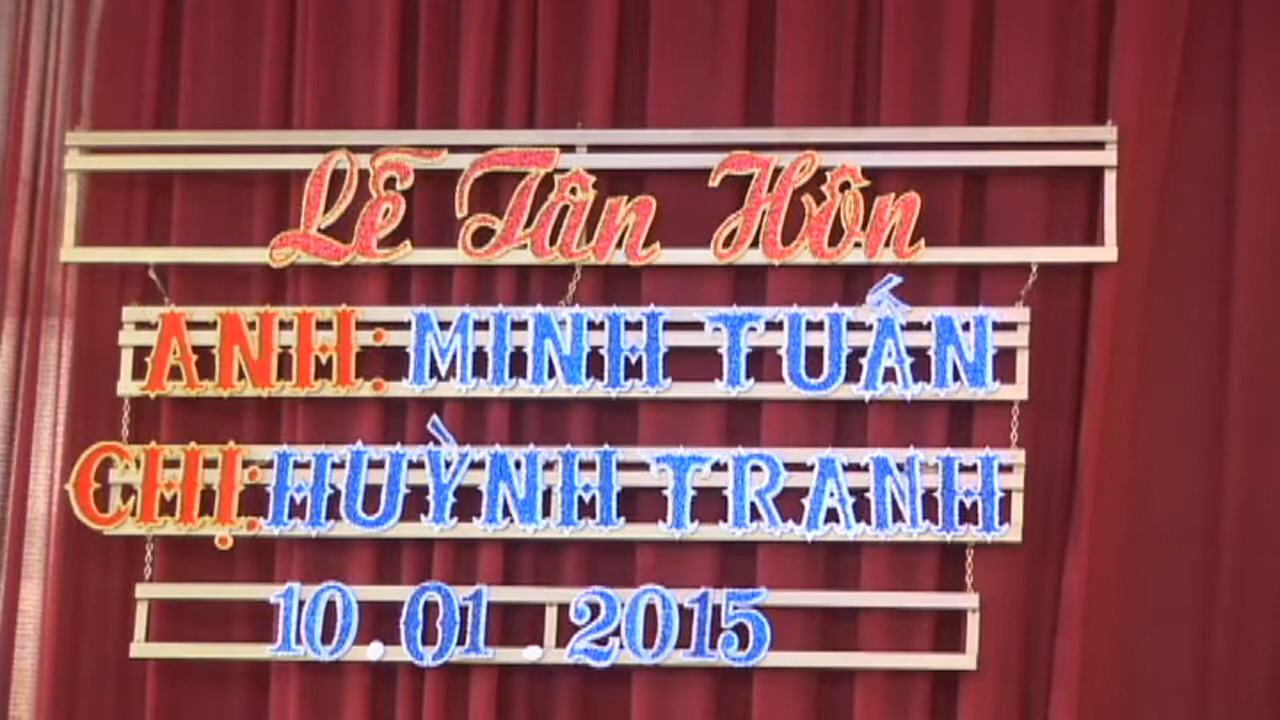 Lễ Tân Hôn
ANH: MINH TUẤN
CHỊ: HUỲNH TRANH
10.01.2015